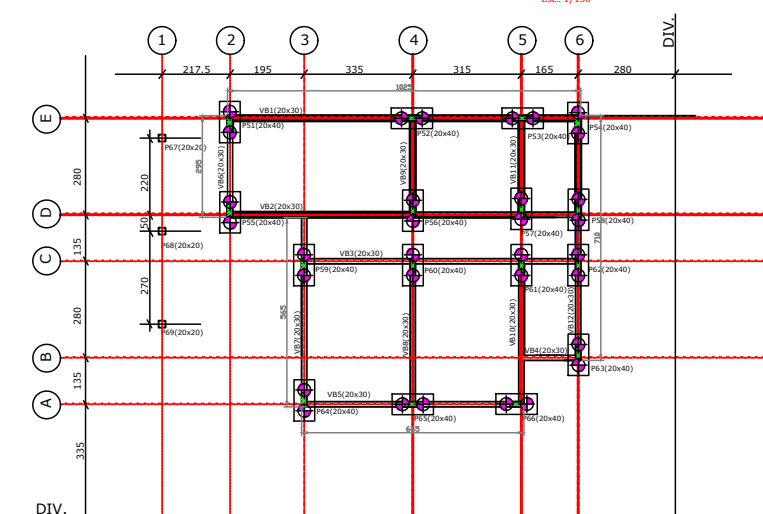 Esc.: 1/150
DIV.
1 2 3 4 5 6
217.5 195 335 315 165 280
1025
E
VB1(20x30)
P51(20x40) P52(20x40) P53(20x40) P54(20x40)
P67(20x20)
280 220 295
VB6(20x30) VB9(20x30) VB11(20x30)
D
VB2(20x30)
P55(20x40) P56(20x40) P57(20x40) P58(20x40)
50
P68(20x20)
135 710
C
VB3(20x30)
P59(20x40) P60(20x40) P61(20x40) P62(20x40)
270 280 565
VB7(20x30) VB8(20x30) VB10(20x30) VB12(20x30)
P69(20x20)
B
VB4(20x30)
P63(20x40)
135
VB5(20x30)
A
P64(20x40) P65(20x40) P66(20x40)
335
DIV.